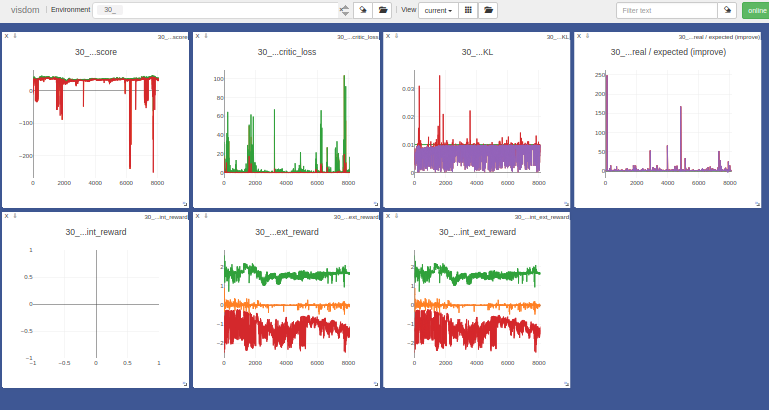 visdom Environment 30_ View current Filter text online
X 30_...score
30_...score
0
−100
−200
0 2000 4000 6000 8000
X 30_...critic_loss
30_...critic_loss
100
80
60
40
20
0
0 2000 4000 6000 8000
X 30_...KL
30_...KL
0.03
0.02
0.01
0
0 2000 4000 6000 8000
X 30_...real / expected (improve)
30_...real / expected (improve)
250
200
150
100
50
0
0 2000 4000 6000 8000
X 30_...int_reward
30_...int_reward
1
0.5
0
−0.5
−1
−1 −0.5 0 0.5 1
X 30_...ext_reward
30_...ext_reward
2
1
0
−1
−2
0 2000 4000 6000 8000
X 30_...int_ext_reward
30_...int_ext_reward
2
1
0
−1
−2
0 2000 4000 6000 8000